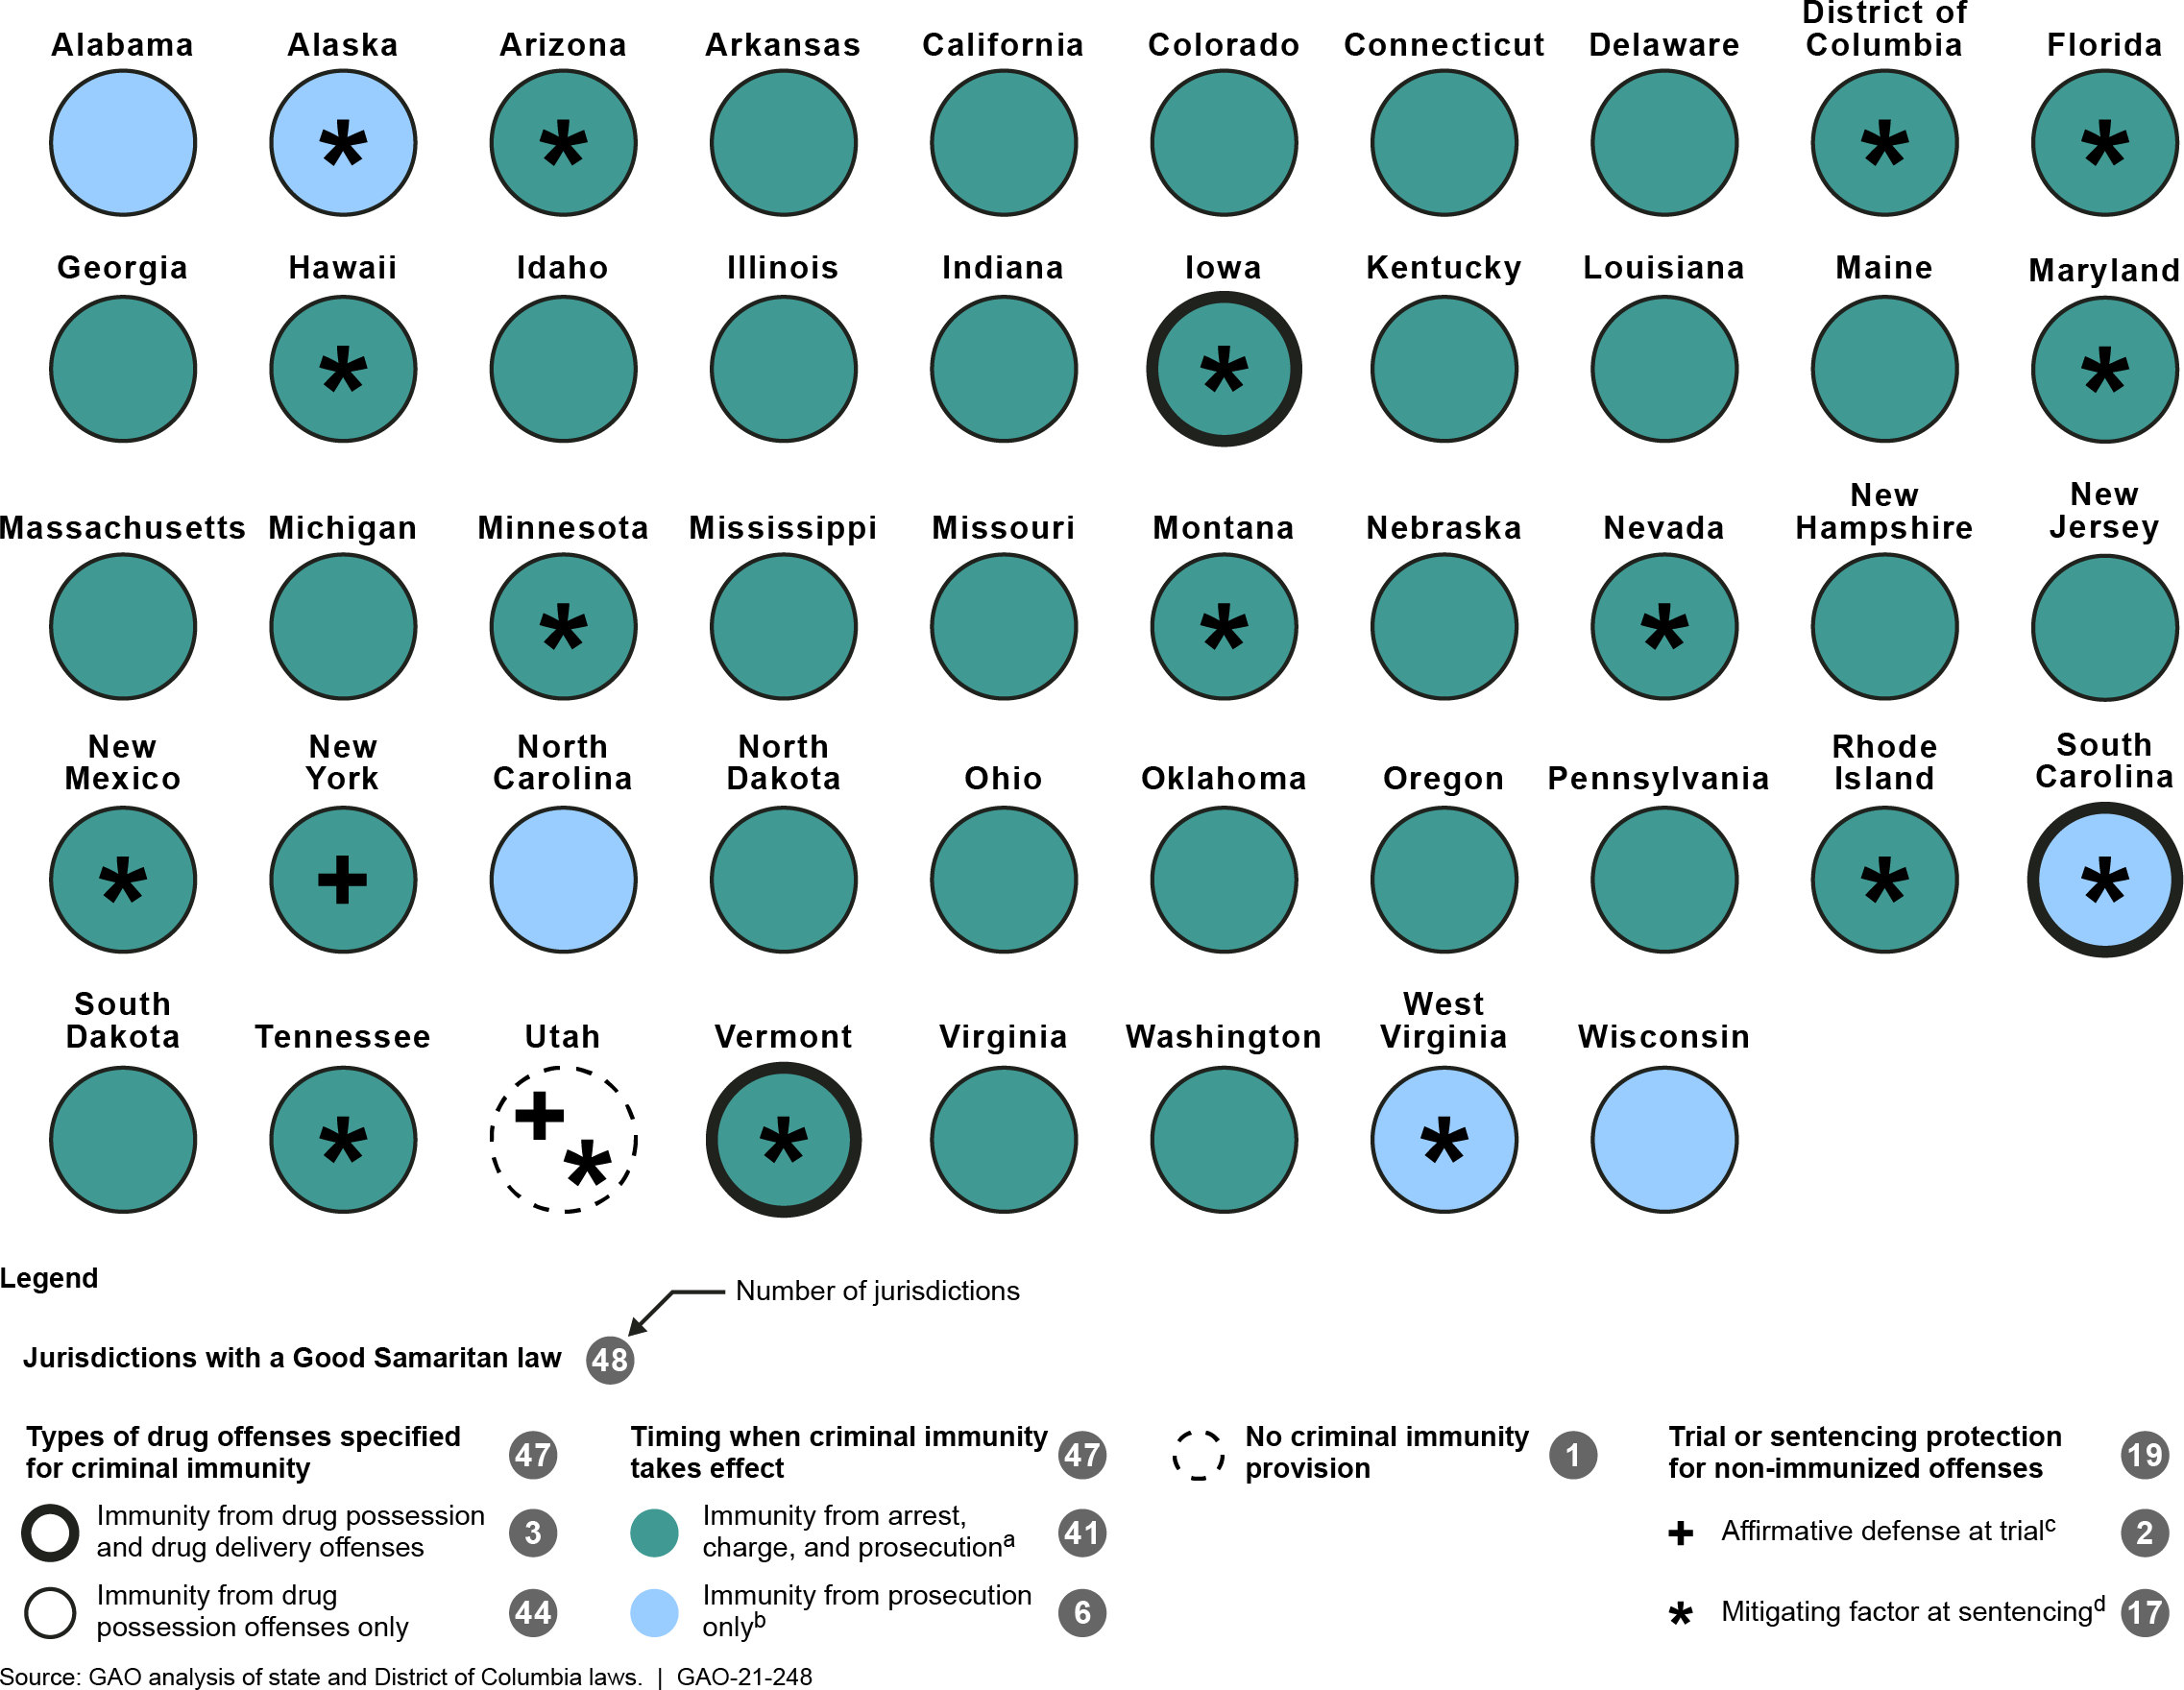 Alabama Alaska Arizona Arkansas California Colorado Connecticut Delaware District of Columbia Florida
* * * *
Georgia Hawaii Idaho Illinois Indiana Iowa Kentucky Louisiana Maine Maryland
* * *
Massachusetts Michigan Minnesota Mississippi Missouri Montana Nebraska Nevada New Hampshire New Jersey
* * *
New Mexico New York North Carolina North Dakota Ohio Oklahoma Oregon Pennsylvania Rhode Island South Carolina
* + * *
South Dakota Tennessee Utah Vermont Virginia Washington West Virginia Wisconsin
* + * * *
Legend
Number of jurisdictions
Jurisdictions with a Good Samaritan law 48
Types of drug offenses specified
for criminal immunity 47
Immunity from drug possession
and drug delivery offenses 3
Immunity from drug
possession offenses only 44
Timing when criminal immunity
takes effect 47
Immunity from arrest,
charge, and prosecutionᵃ 41
Immunity from prosecution
onlyᵇ 6
No criminal immunity
provision 1
Trial or sentencing protection
for non-immunized offenses 19
+ Affirmative defense at trialᶜ 2
* Mitigating factor at sentencingᵈ 17
Source: GAO analysis of state and District of Columbia laws. | GAO-21-248